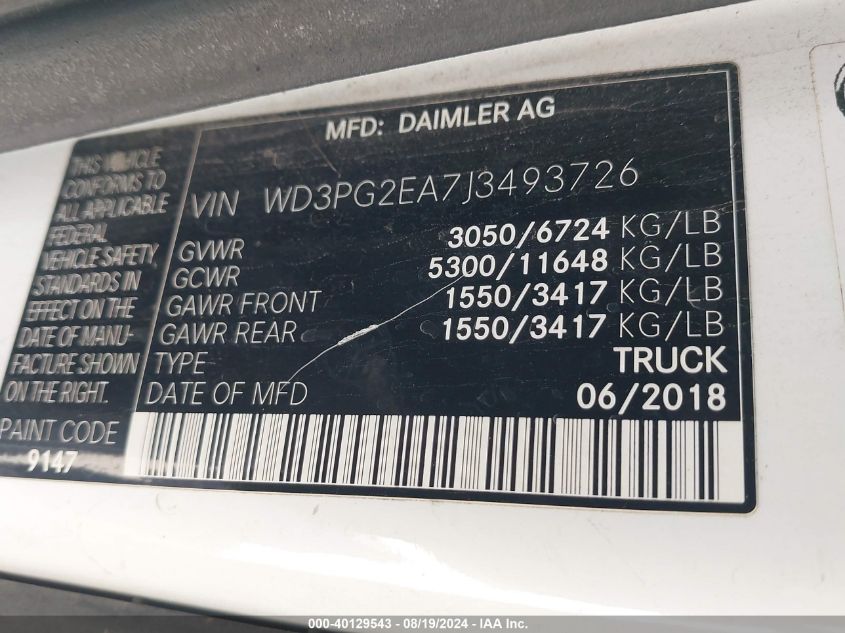 MFD: DAIMLER AG
THIS VEHICLE
CONFORMS TO
ALL APPLICABLE
FEDERAL
VEHICLE SAFETY
STANDARDS IN
EFFECT ON THE
DATE OF MANU-
FACTURE SHOWN
ON THE RIGHT.
PAINT CODE
9147
VIN WD3PG2EA7J3493726
GVWR 3050/6724 KG/LB
GCWR 5300/11648 KG/LB
GAWR FRONT 1550/3417 KG/LB
GAWR REAR 1550/3417 KG/LB
TYPE TRUCK
DATE OF MFD 06/2018
000-40129543 - 08/19/2024 - IAA Inc.